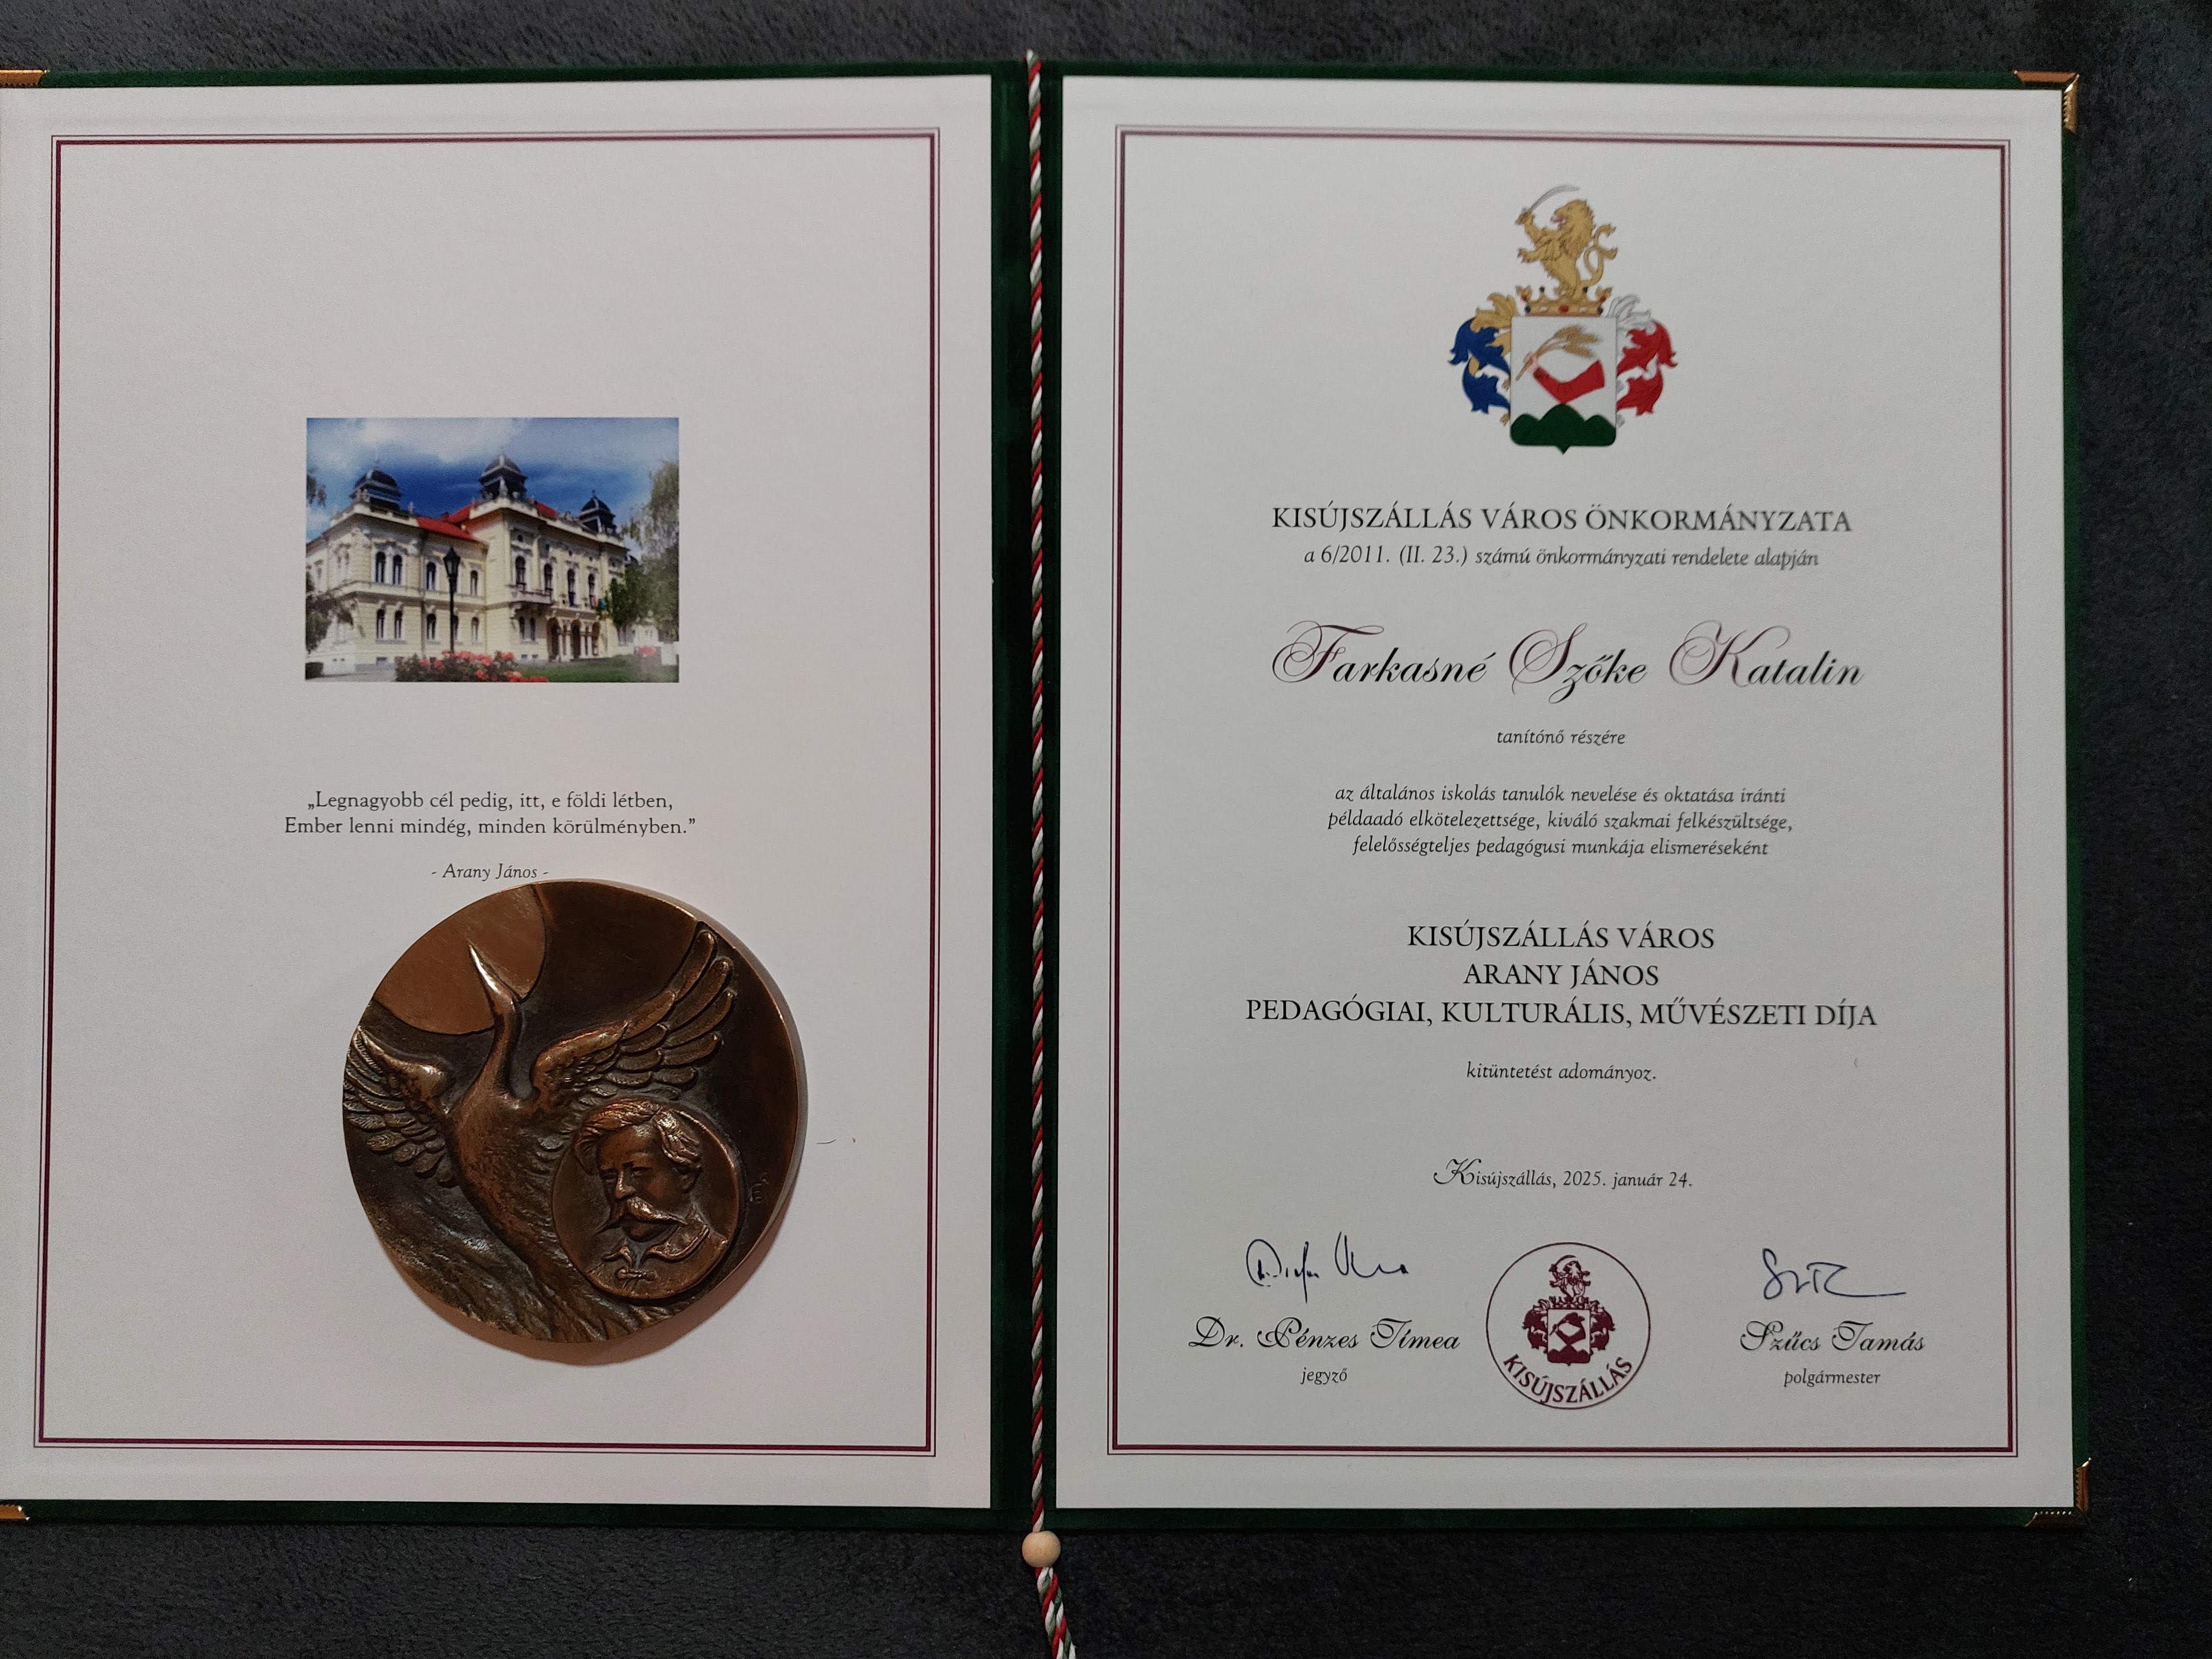 „Legnagyobb cél pedig, itt, e földi létben,
Ember lenni mindég, minden körülményben.”
- Arany János -
KISÚJSZÁLLÁS VÁROS ÖNKORMÁNYZATA
a 6/2011. (II. 23.) számú önkormányzati rendelete alapján
Farkasné Szőke Katalin
tanítónő részére
az általános iskolás tanulók nevelése és oktatása iránti
példaadó elkötelezettsége, kiváló szakmai felkészültsége,
felelősségteljes pedagógusi munkája elismeréseként
KISÚJSZÁLLÁS VÁROS
ARANY JÁNOS
PEDAGÓGIAI, KULTURÁLIS, MŰVÉSZETI DÍJA
kitüntetést adományoz.
Kisújszállás, 2025. január 24.
Dr. Pénzes Tímea
jegyző
KISÚJSZÁLLÁS
Szűcs Tamás
polgármester